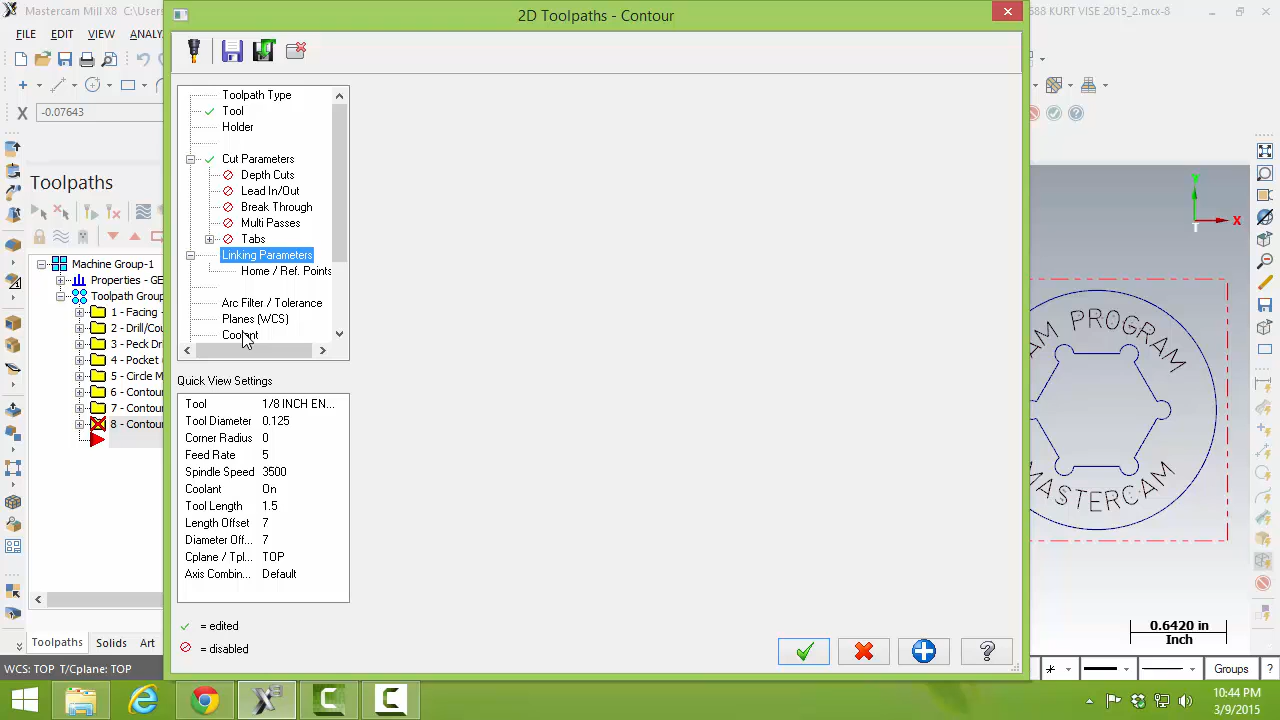 Mastercam Mill X8 C:\Users
2D Toolpaths - Contour
588 KURT VISE 2015_2.mcx-8
FILE EDIT VIEW ANALY
X -0.07643
Toolpaths
Machine Group-1
Properties - GE
Toolpath Group
1 - Facing -
2 - Drill/Cou
3 - Peck Dr
4 - Pocket
5 - Circle M
6 - Contour
7 - Contour
8 - Contour
Toolpath Type
Tool
Holder
Cut Parameters
Depth Cuts
Lead In/Out
Break Through
Multi Passes
Tabs
Linking Parameters
Home / Ref. Points
Arc Filter / Tolerance
Planes (WCS)
Coolant
Quick View Settings
Tool 1/8 INCH EN...
Tool Diameter 0.125
Corner Radius 0
Feed Rate 5
Spindle Speed 3500
Coolant On
Tool Length 1.5
Length Offset 7
Diameter Off... 7
Cplane / Tpl... TOP
Axis Combin... Default
= edited
= disabled
Y
X
T
CAM PROGRAM
MASTERCAM
0.6420 in
Inch
Toolpaths Solids Art
WCS: TOP T/Cplane: TOP
Groups ?
10:44 PM
3/9/2015